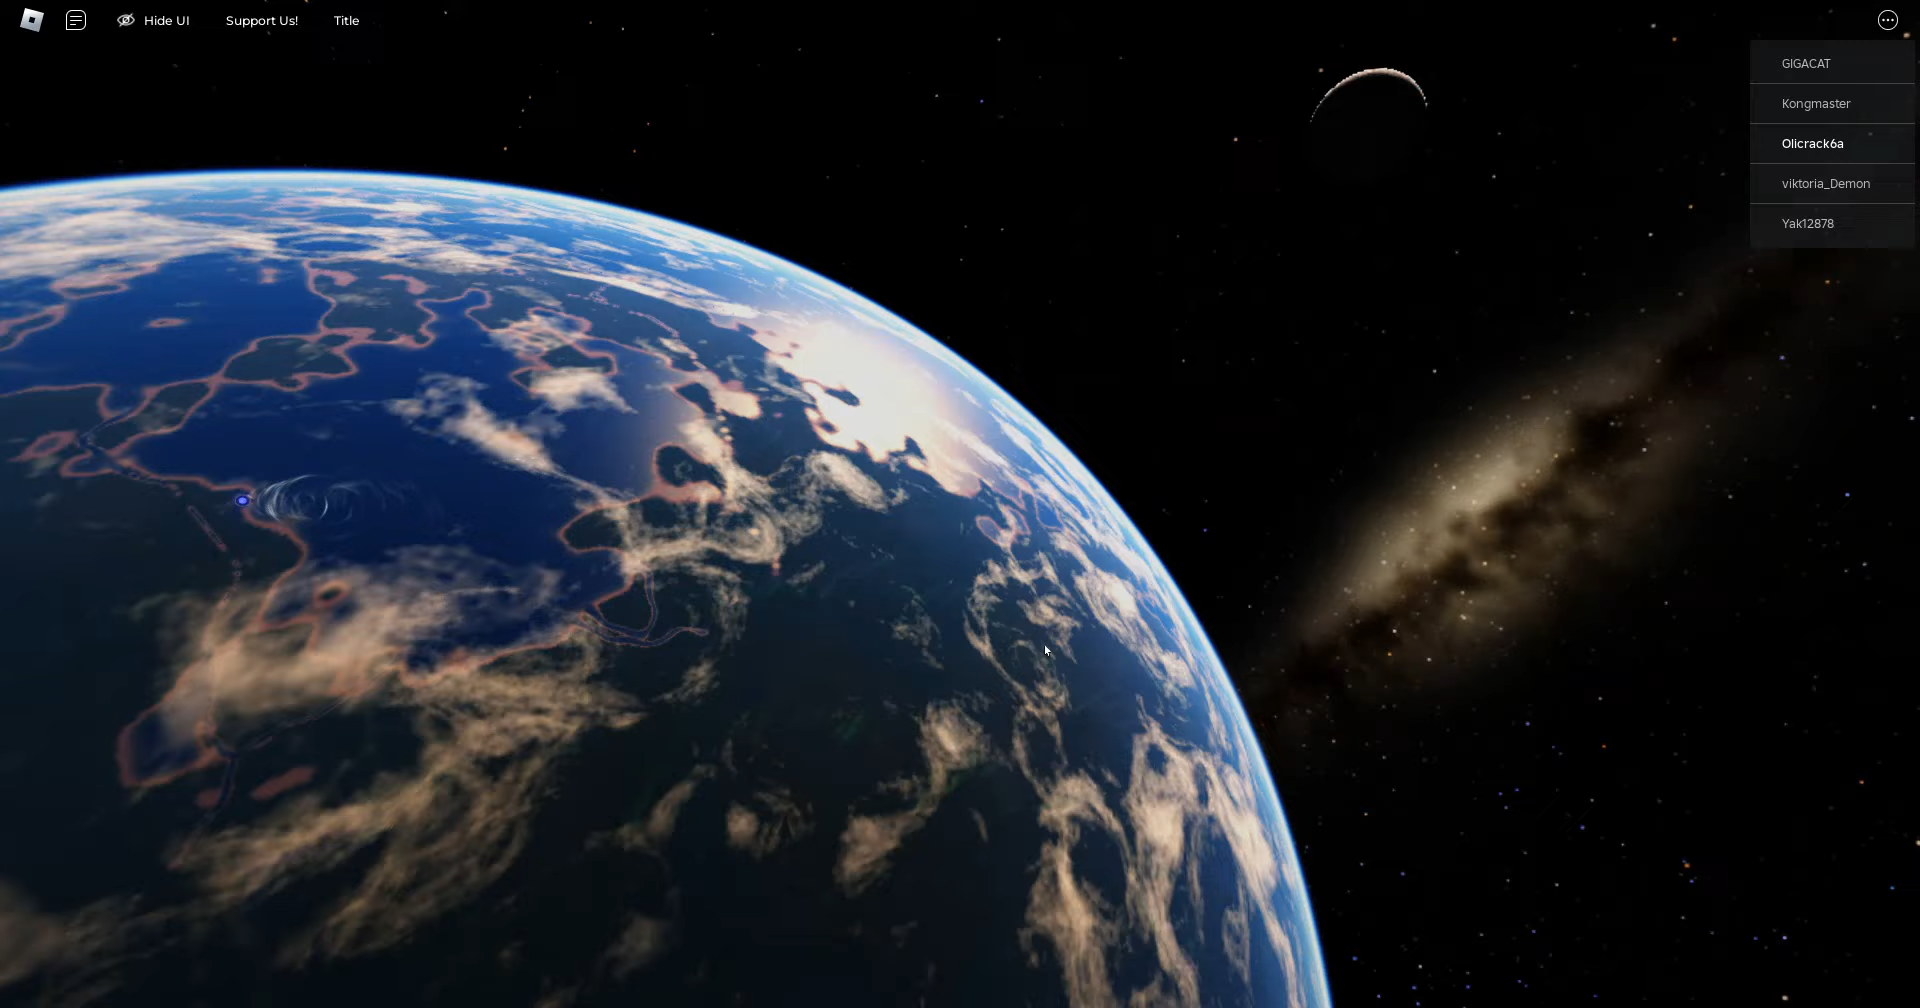 Hide UI
Support Us!
Title
GIGACAT
Kongmaster
Olicrack6a
viktoria_Demon
Yak12878